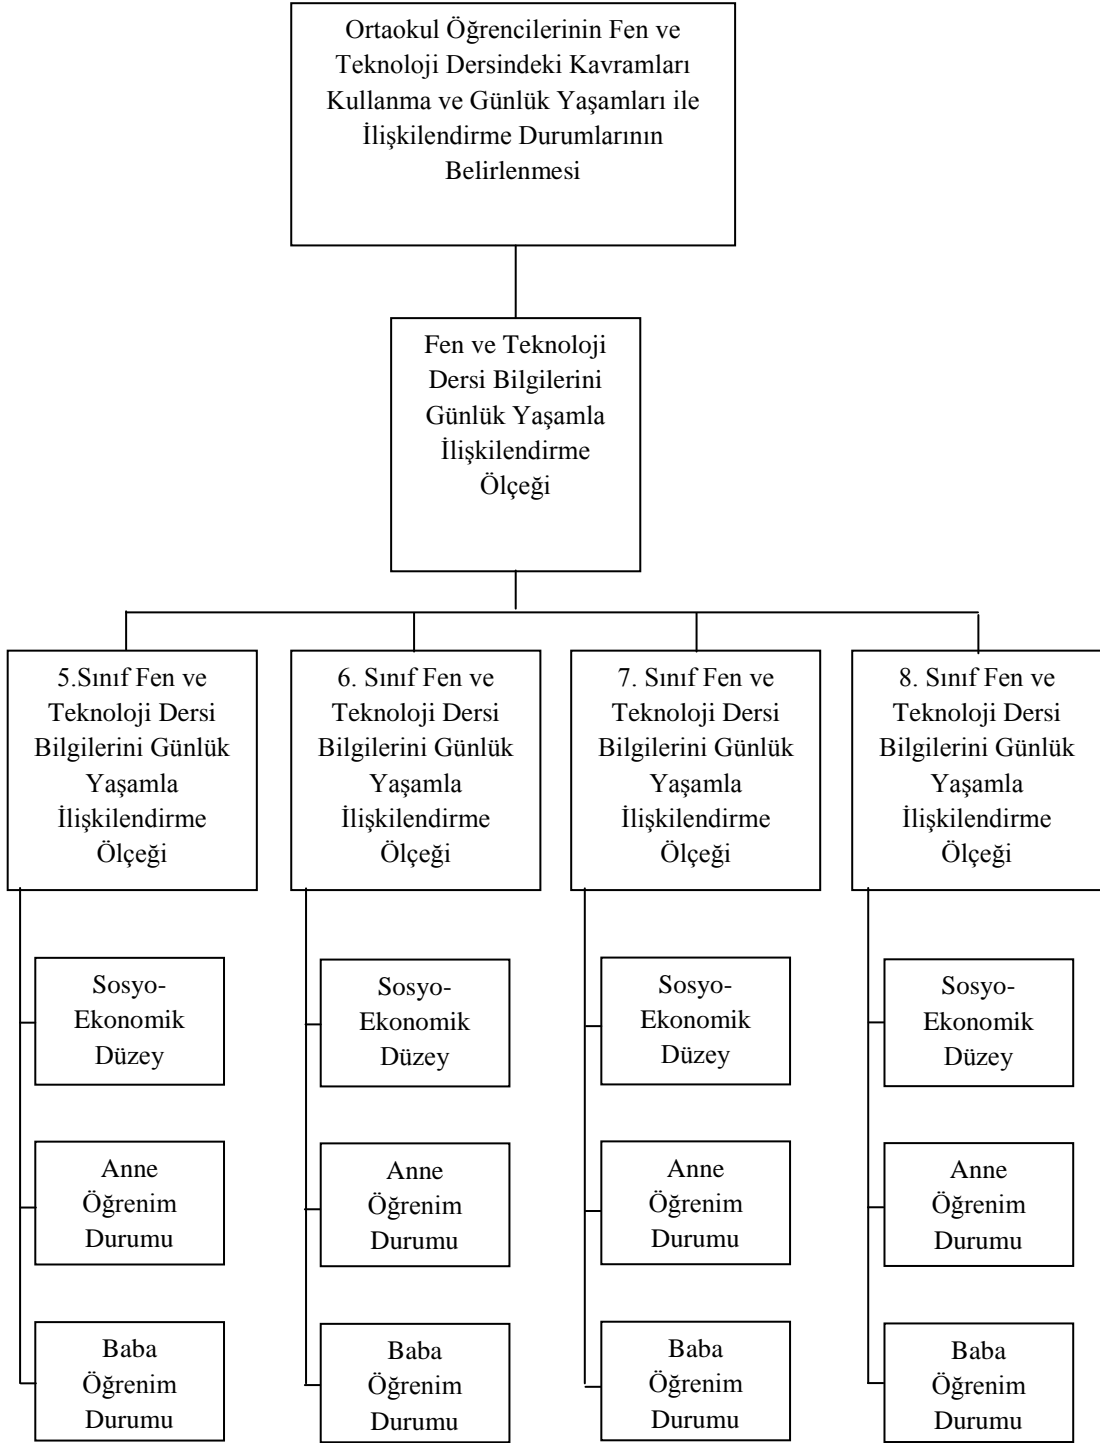 Ortaokul Öğrencilerinin Fen ve
Teknoloji Dersindeki Kavramları
Kullanma ve Günlük Yaşamları ile
İlişkilendirme Durumlarının
Belirlenmesi
Fen ve Teknoloji
Dersi Bilgilerini
Günlük Yaşamla
İlişkilendirme
Ölçeği
5.Sınıf Fen ve
Teknoloji Dersi
Bilgilerini Günlük
Yaşamla
İlişkilendirme
Ölçeği
6. Sınıf Fen ve
Teknoloji Dersi
Bilgilerini Günlük
Yaşamla
İlişkilendirme
Ölçeği
7. Sınıf Fen ve
Teknoloji Dersi
Bilgilerini Günlük
Yaşamla
İlişkilendirme
Ölçeği
8. Sınıf Fen ve
Teknoloji Dersi
Bilgilerini Günlük
Yaşamla
İlişkilendirme
Ölçeği
Sosyo-
Ekonomik
Düzey
Sosyo-
Ekonomik
Düzey
Sosyo-
Ekonomik
Düzey
Sosyo-
Ekonomik
Düzey
Anne
Öğrenim
Durumu
Anne
Öğrenim
Durumu
Anne
Öğrenim
Durumu
Anne
Öğrenim
Durumu
Baba
Öğrenim
Durumu
Baba
Öğrenim
Durumu
Baba
Öğrenim
Durumu
Baba
Öğrenim
Durumu